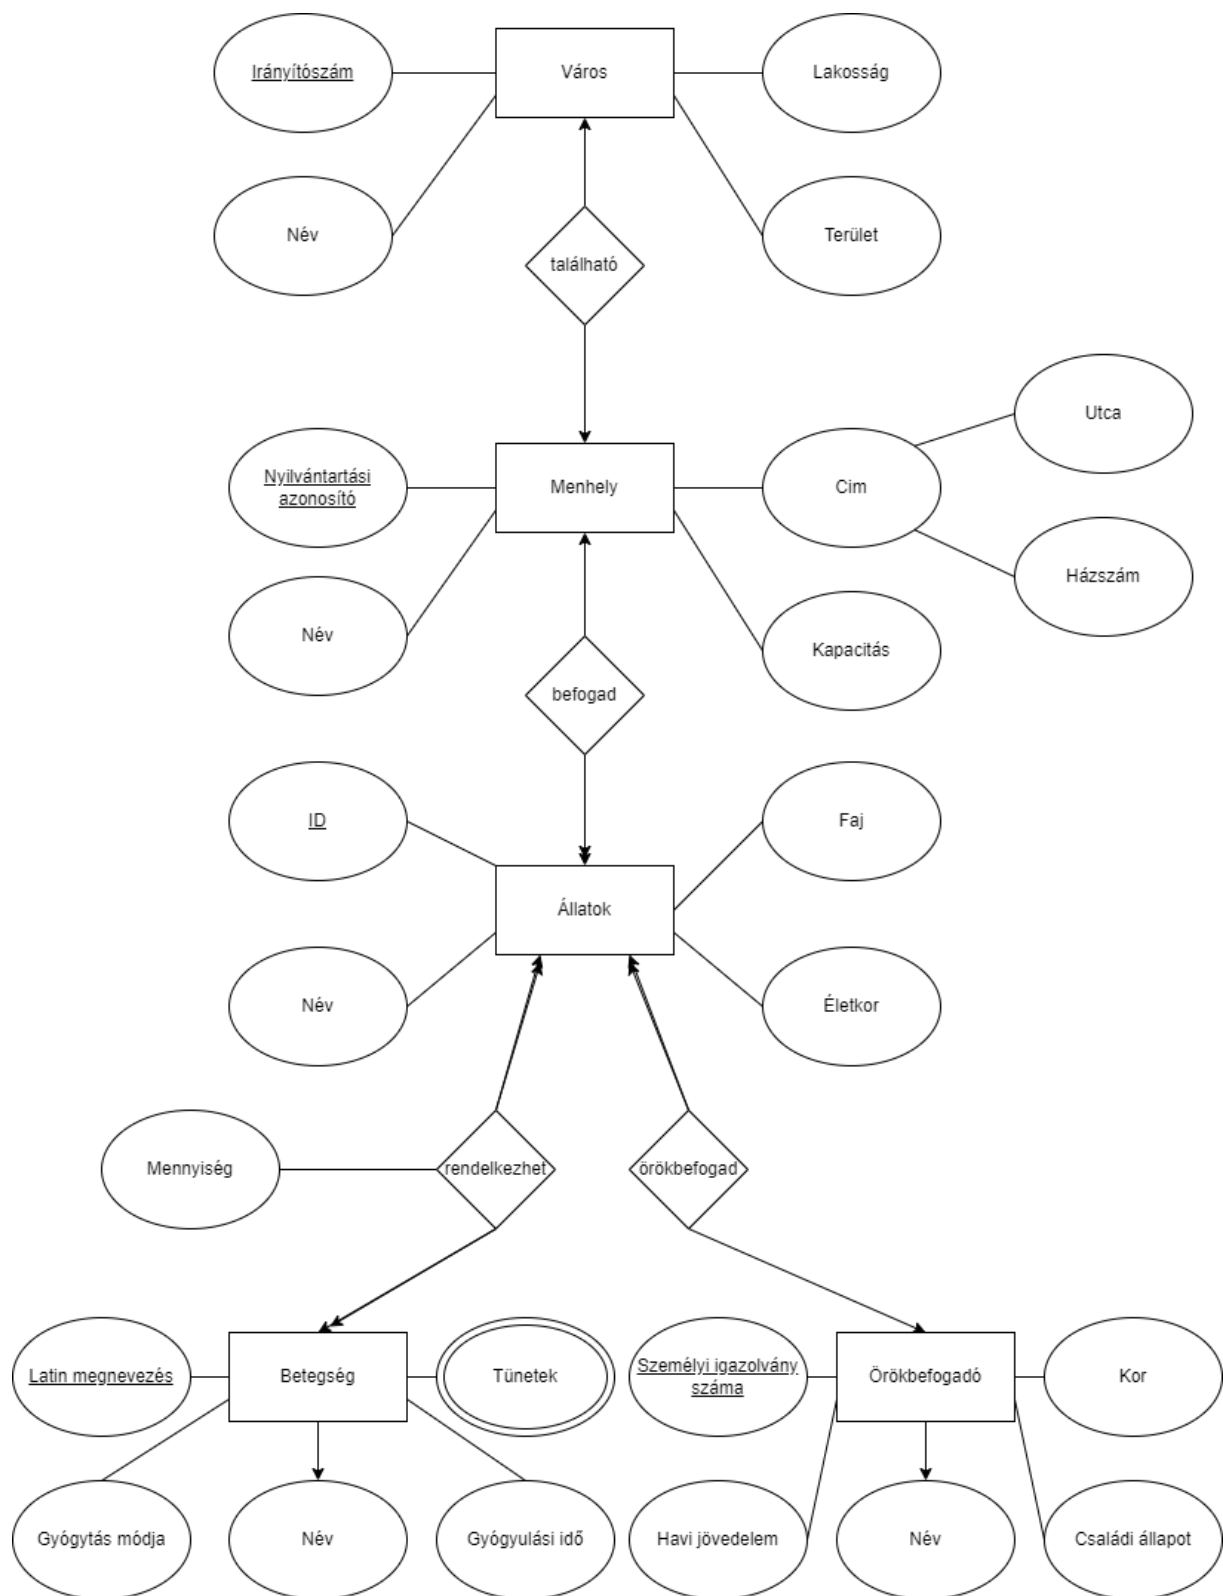 Irányítószám
Város
Lakosság
Név
található
Terület
Nyilvántartási
azonosító
Menhely
Cim
Utca
Házszám
Név
befogad
Kapacitás
ID
Faj
Állatok
Név
Életkor
Mennyiség
rendelkezhet
örökbefogad
Latin megnevezés
Betegség
Tünetek
Személyi igazolvány
száma
Örökbefogadó
Kor
Gyógytás módja
Név
Gyógyulási idő
Havi jövedelem
Név
Családi állapot